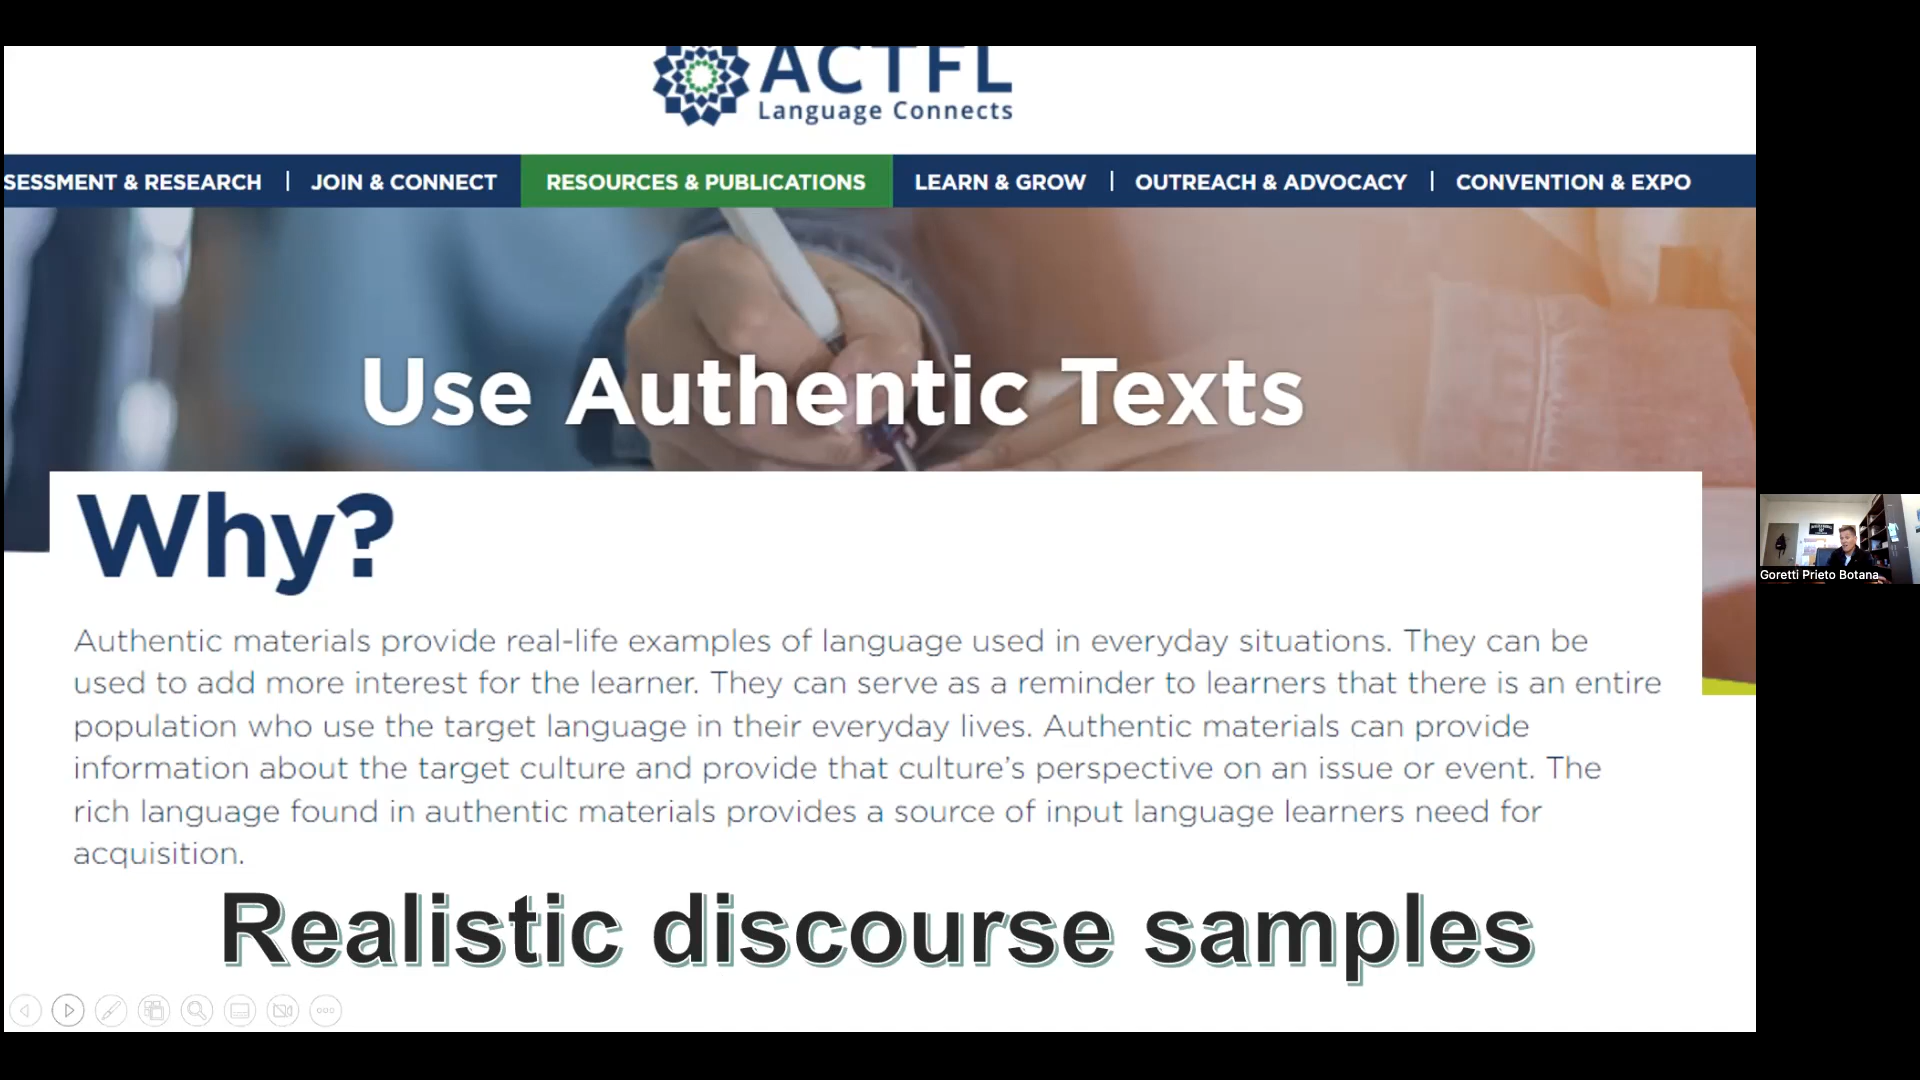 ACTFL
Language Connects
SESSMENT & RESEARCH | JOIN & CONNECT RESOURCES & PUBLICATIONS LEARN & GROW | OUTREACH & ADVOCACY | CONVENTION & EXPO
Use Authentic Texts
Why?
Authentic materials provide real-life examples of language used in everyday situations. They can be
used to add more interest for the learner. They can serve as a reminder to learners that there is an entire
population who use the target language in their everyday lives. Authentic materials can provide
information about the target culture and provide that culture's perspective on an issue or event. The
rich language found in authentic materials provides a source of input language learners need for
acquisition.
Realistic discourse samples
Goretti Prieto Botana